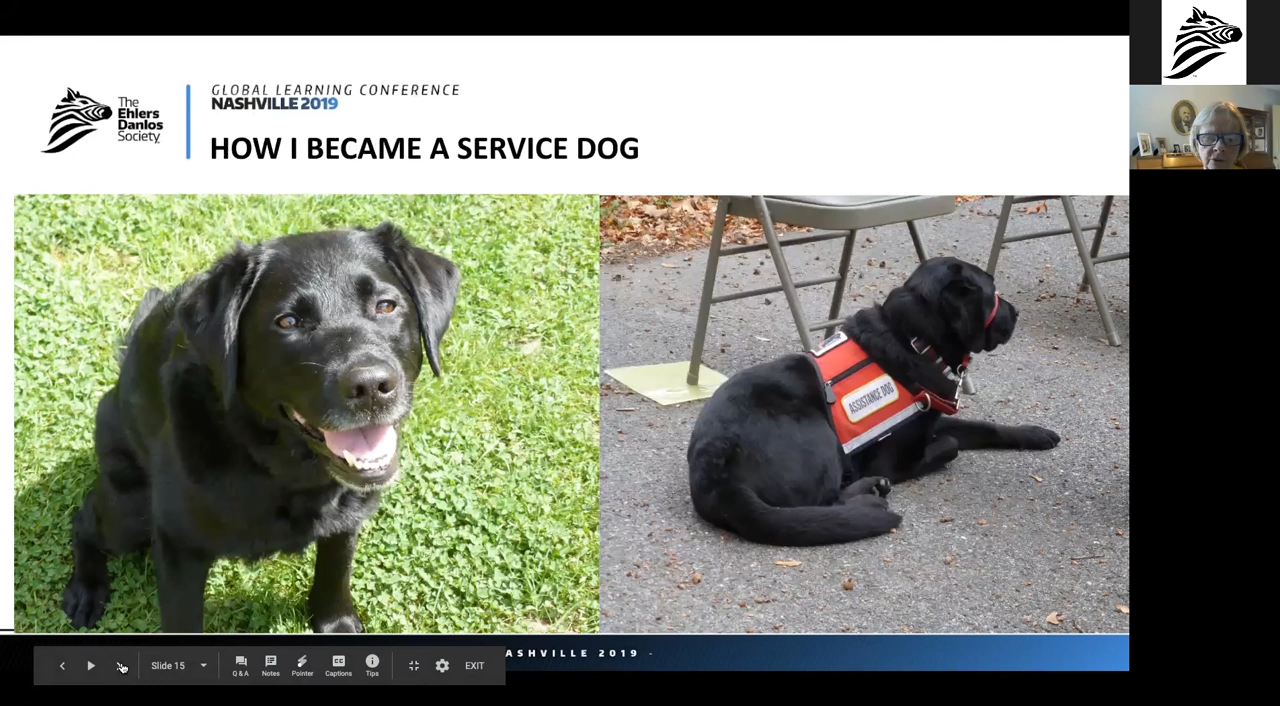 The
Ehlers
Danlos
Society
GLOBAL LEARNING CONFERENCE
NASHVILLE 2019
HOW I BECAME A SERVICE DOG
ASSISTANCE DOG
ASHVILLE 2019 -
Slide 15
Q & A
Notes
Pointer
Captions
Tips
EXIT